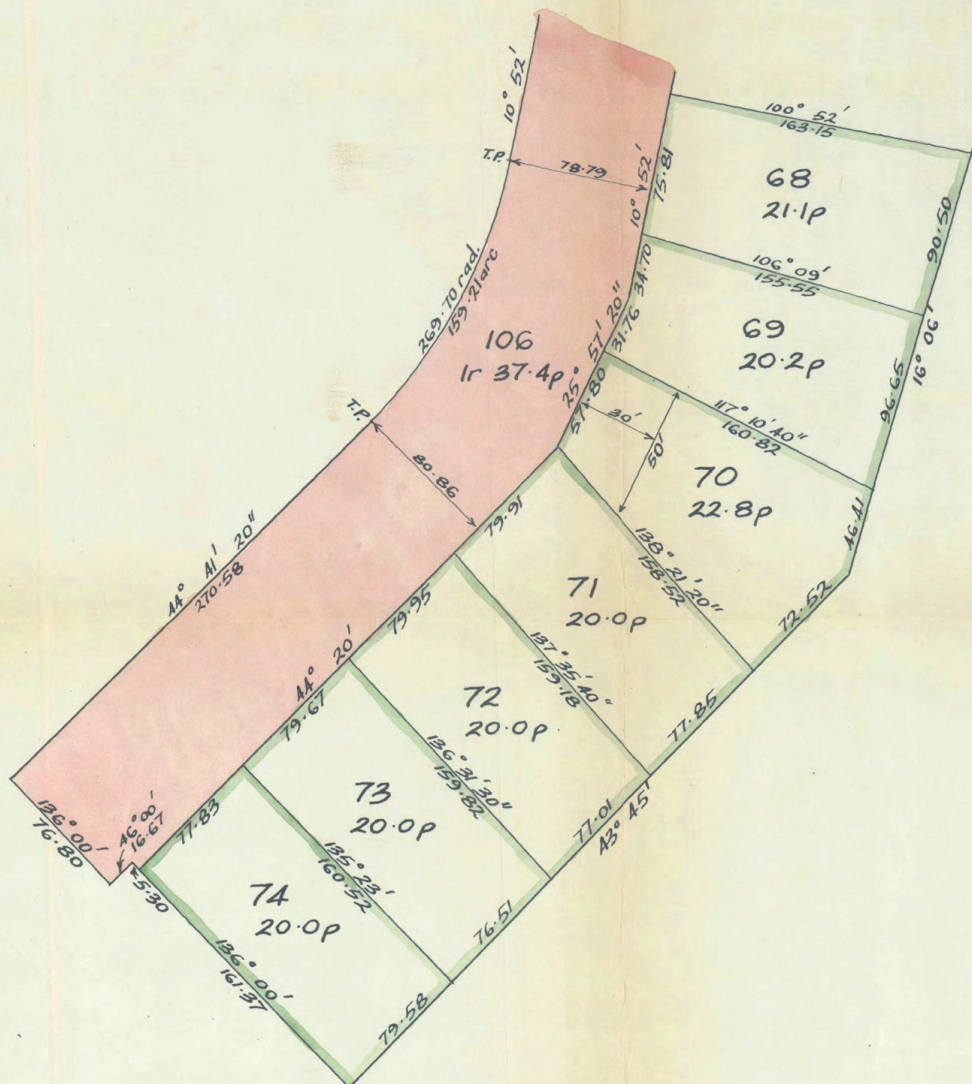 10° 52'
T.P.
78·79
269·70 rad.
159·21 arc
106
1r 37·4p
T.P.
80·86
44° 41' 20"
270·58
136° 00'
76·80
46° 00'
16·67
5·30
10° 52'
75·81
34·70
25° 57' 20"
31·76
57·80
30'
50'
79·91
79·95
44° 20'
79·67
77·83
100° 52'
163·15
68
21·1p
90·50
106° 09'
155·55
69
20·2p
96·65
16° 06'
117° 10' 40"
160·82
70
22·8p
46·41
72·52
138° 21' 20"
158·52
71
20·0p
77·85
137° 35' 40"
159·18
72
20·0p
77·01
43° 45'
136° 31' 30"
159·82
73
20·0p
76·51
135° 23'
160·52
74
20·0p
79·58
136° 00'
161·37